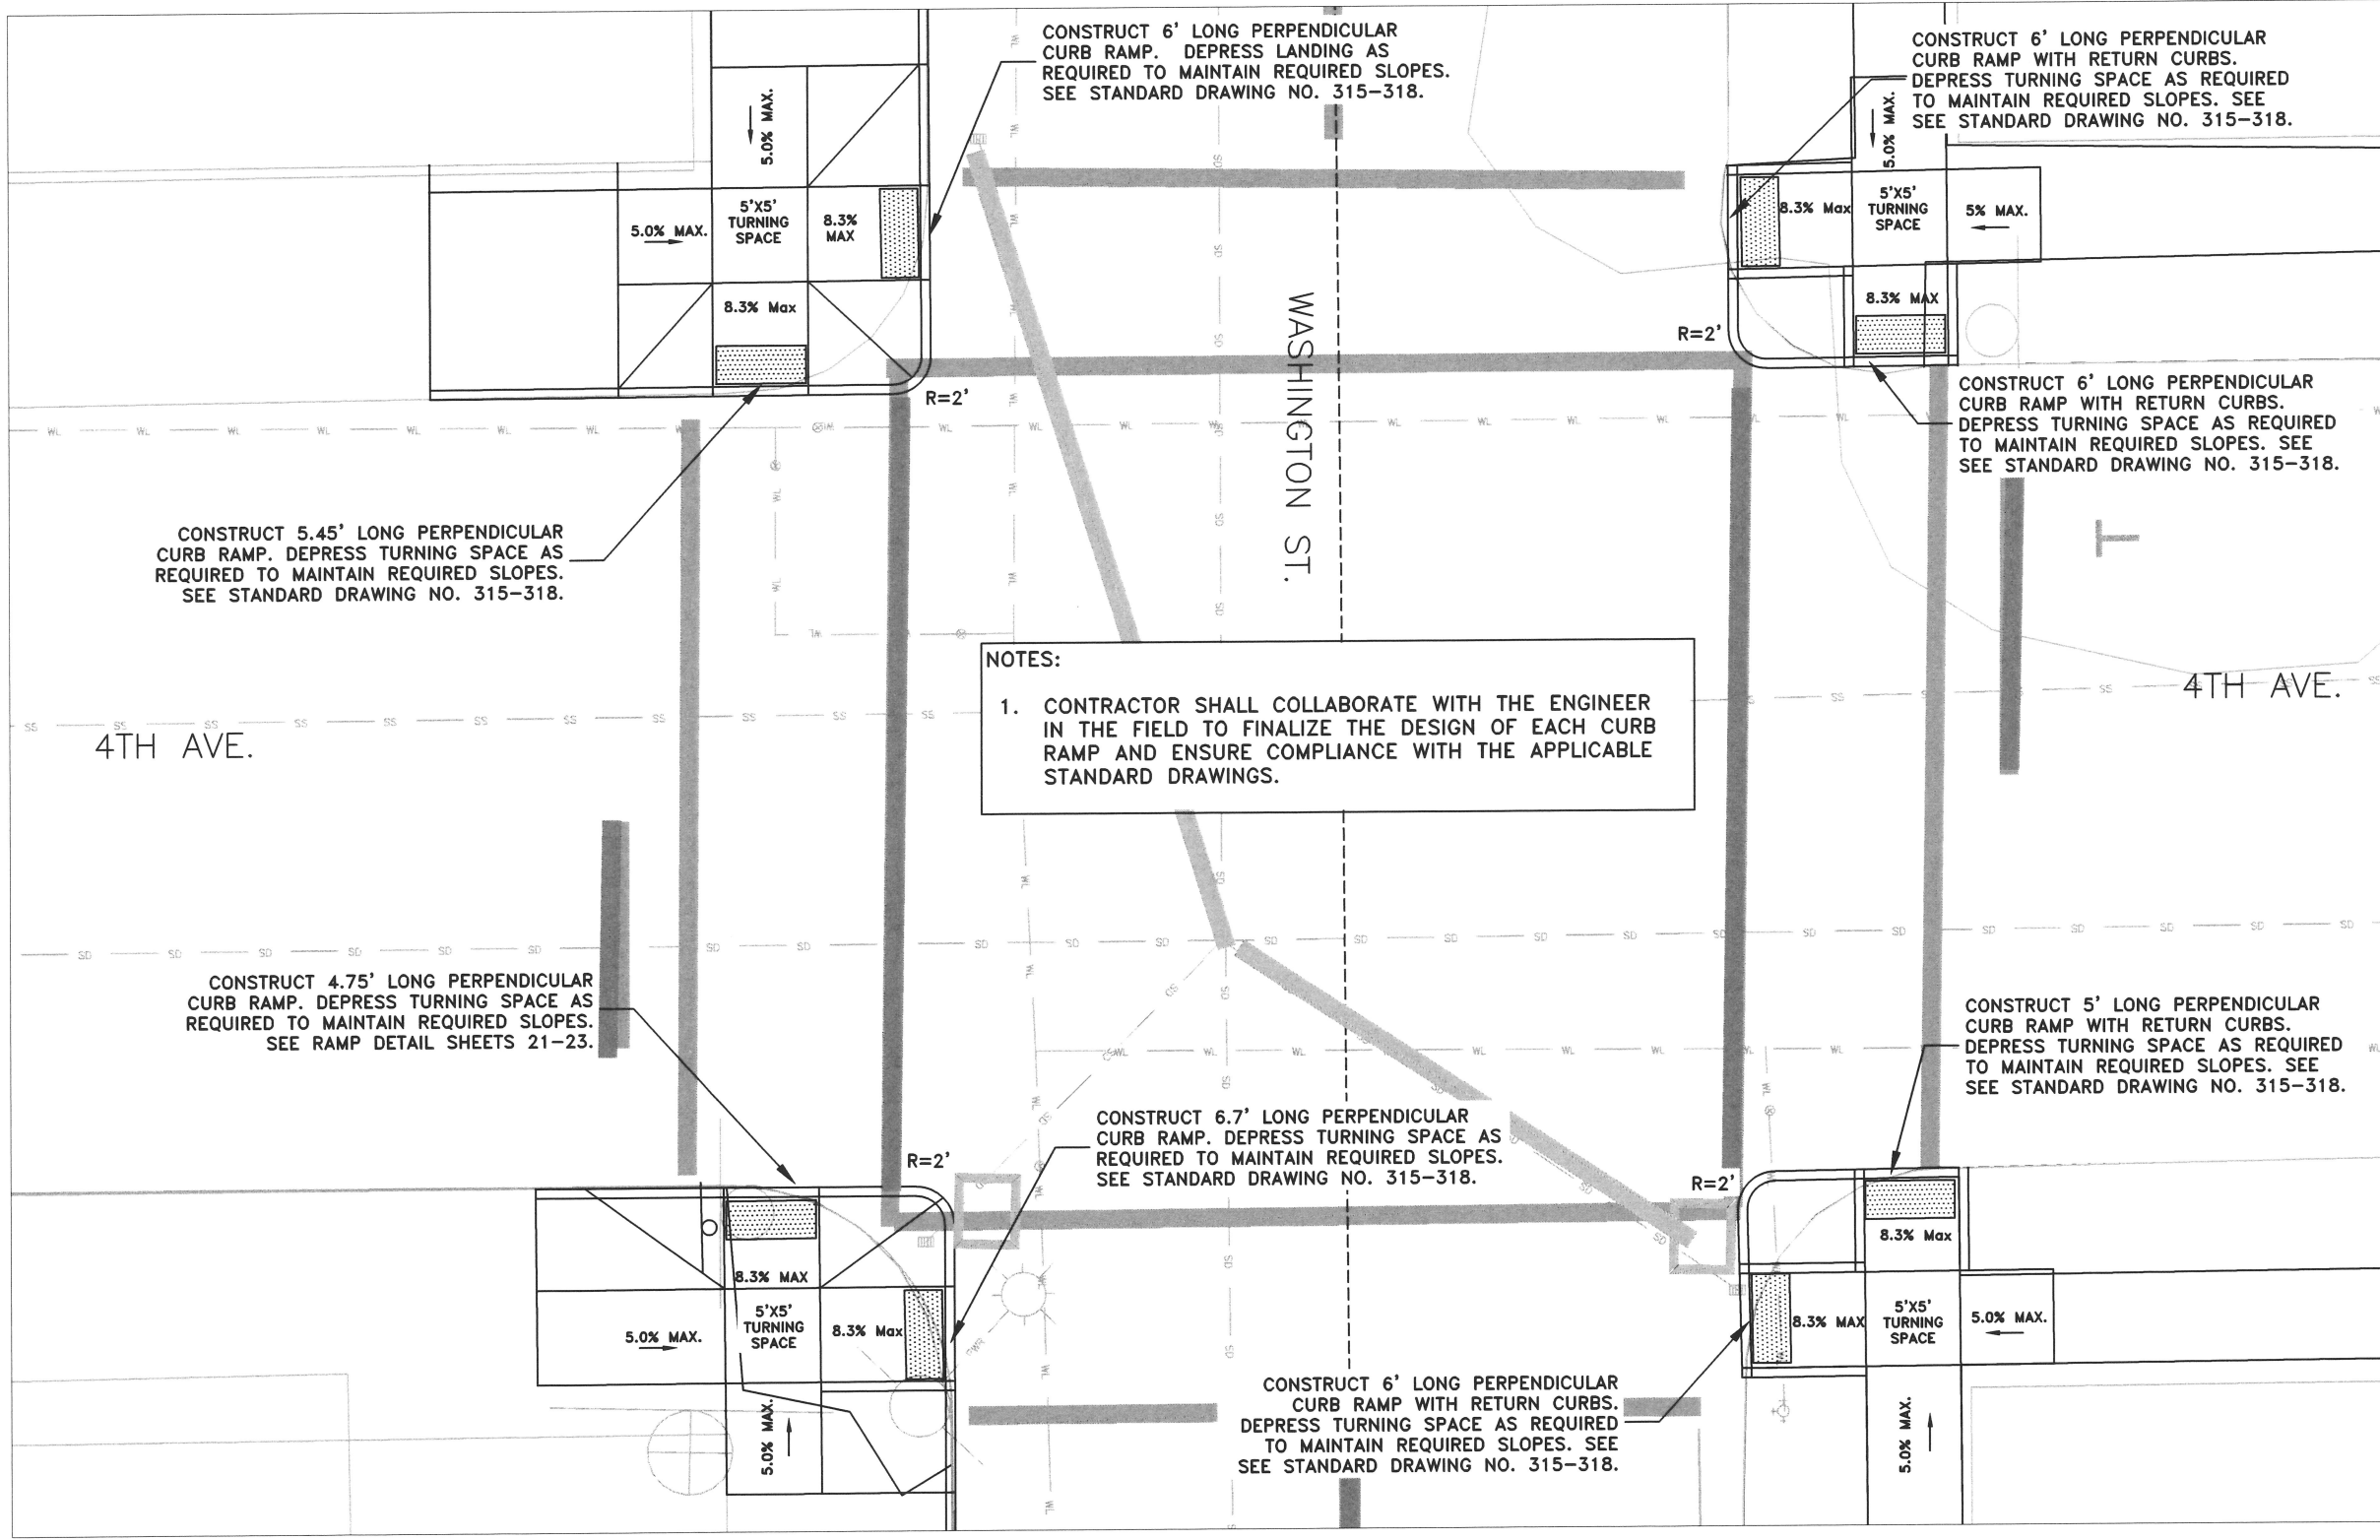 CONSTRUCT 6' LONG PERPENDICULAR
CURB RAMP. DEPRESS LANDING AS
REQUIRED TO MAINTAIN REQUIRED SLOPES.
SEE STANDARD DRAWING NO. 315-318.
CONSTRUCT 6' LONG PERPENDICULAR
CURB RAMP WITH RETURN CURBS.
DEPRESS TURNING SPACE AS REQUIRED
TO MAINTAIN REQUIRED SLOPES. SEE
SEE STANDARD DRAWING NO. 315-318.
5.0% MAX.
5.0% MAX.
5'X5'
TURNING
SPACE
8.3%
MAX
8.3% Max
R=2'
5.0% MAX.
8.3% Max
5'X5'
TURNING
SPACE
5% MAX.
8.3% MAX
R=2'
WASHINGTON ST.
CONSTRUCT 6' LONG PERPENDICULAR
CURB RAMP WITH RETURN CURBS.
DEPRESS TURNING SPACE AS REQUIRED
TO MAINTAIN REQUIRED SLOPES. SEE
SEE STANDARD DRAWING NO. 315-318.
CONSTRUCT 5.45' LONG PERPENDICULAR
CURB RAMP. DEPRESS TURNING SPACE AS
REQUIRED TO MAINTAIN REQUIRED SLOPES.
SEE STANDARD DRAWING NO. 315-318.
NOTES:
1. CONTRACTOR SHALL COLLABORATE WITH THE ENGINEER
IN THE FIELD TO FINALIZE THE DESIGN OF EACH CURB
RAMP AND ENSURE COMPLIANCE WITH THE APPLICABLE
STANDARD DRAWINGS.
4TH AVE.
4TH AVE.
CONSTRUCT 4.75' LONG PERPENDICULAR
CURB RAMP. DEPRESS TURNING SPACE AS
REQUIRED TO MAINTAIN REQUIRED SLOPES.
SEE RAMP DETAIL SHEETS 21-23.
CONSTRUCT 5' LONG PERPENDICULAR
CURB RAMP WITH RETURN CURBS.
DEPRESS TURNING SPACE AS REQUIRED
TO MAINTAIN REQUIRED SLOPES. SEE
SEE STANDARD DRAWING NO. 315-318.
CONSTRUCT 6.7' LONG PERPENDICULAR
CURB RAMP. DEPRESS TURNING SPACE AS
REQUIRED TO MAINTAIN REQUIRED SLOPES.
SEE STANDARD DRAWING NO. 315-318.
R=2'
R=2'
8.3% MAX
5'X5'
TURNING
SPACE
5.0% MAX.
8.3% Max
5.0% MAX.
8.3% Max
8.3% MAX
5'X5'
TURNING
SPACE
5.0% MAX.
5.0% MAX.
CONSTRUCT 6' LONG PERPENDICULAR
CURB RAMP WITH RETURN CURBS.
DEPRESS TURNING SPACE AS REQUIRED
TO MAINTAIN REQUIRED SLOPES. SEE
SEE STANDARD DRAWING NO. 315-318.